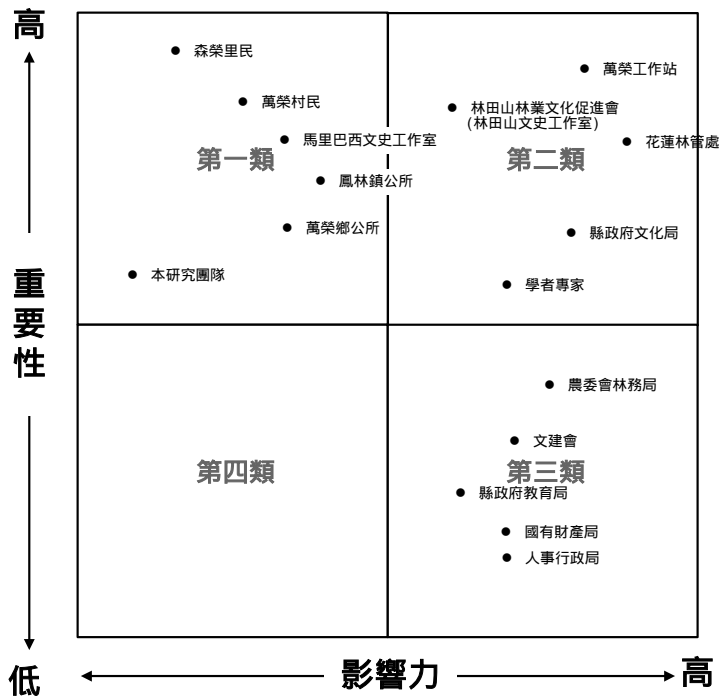 高
森榮里民
萬榮工作站
萬榮村民
林田山林業文化促進會
(林田山文史工作室)
馬里巴西文史工作室
花蓮林管處
第一類
第二類
鳳林鎮公所
萬榮鄉公所
縣政府文化局
本研究團隊
學者專家
重要性
農委會林務局
文建會
第四類
第三類
縣政府教育局
國有財產局
人事行政局
低
影響力
高